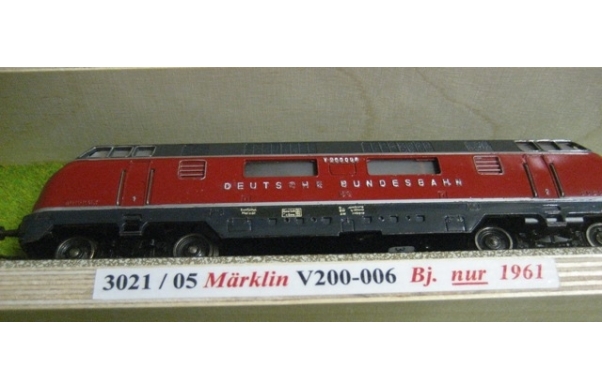 DEUTSCHE BUNDESBAHN
3021 / 05 Märklin V200-006 Bj. nur 1961